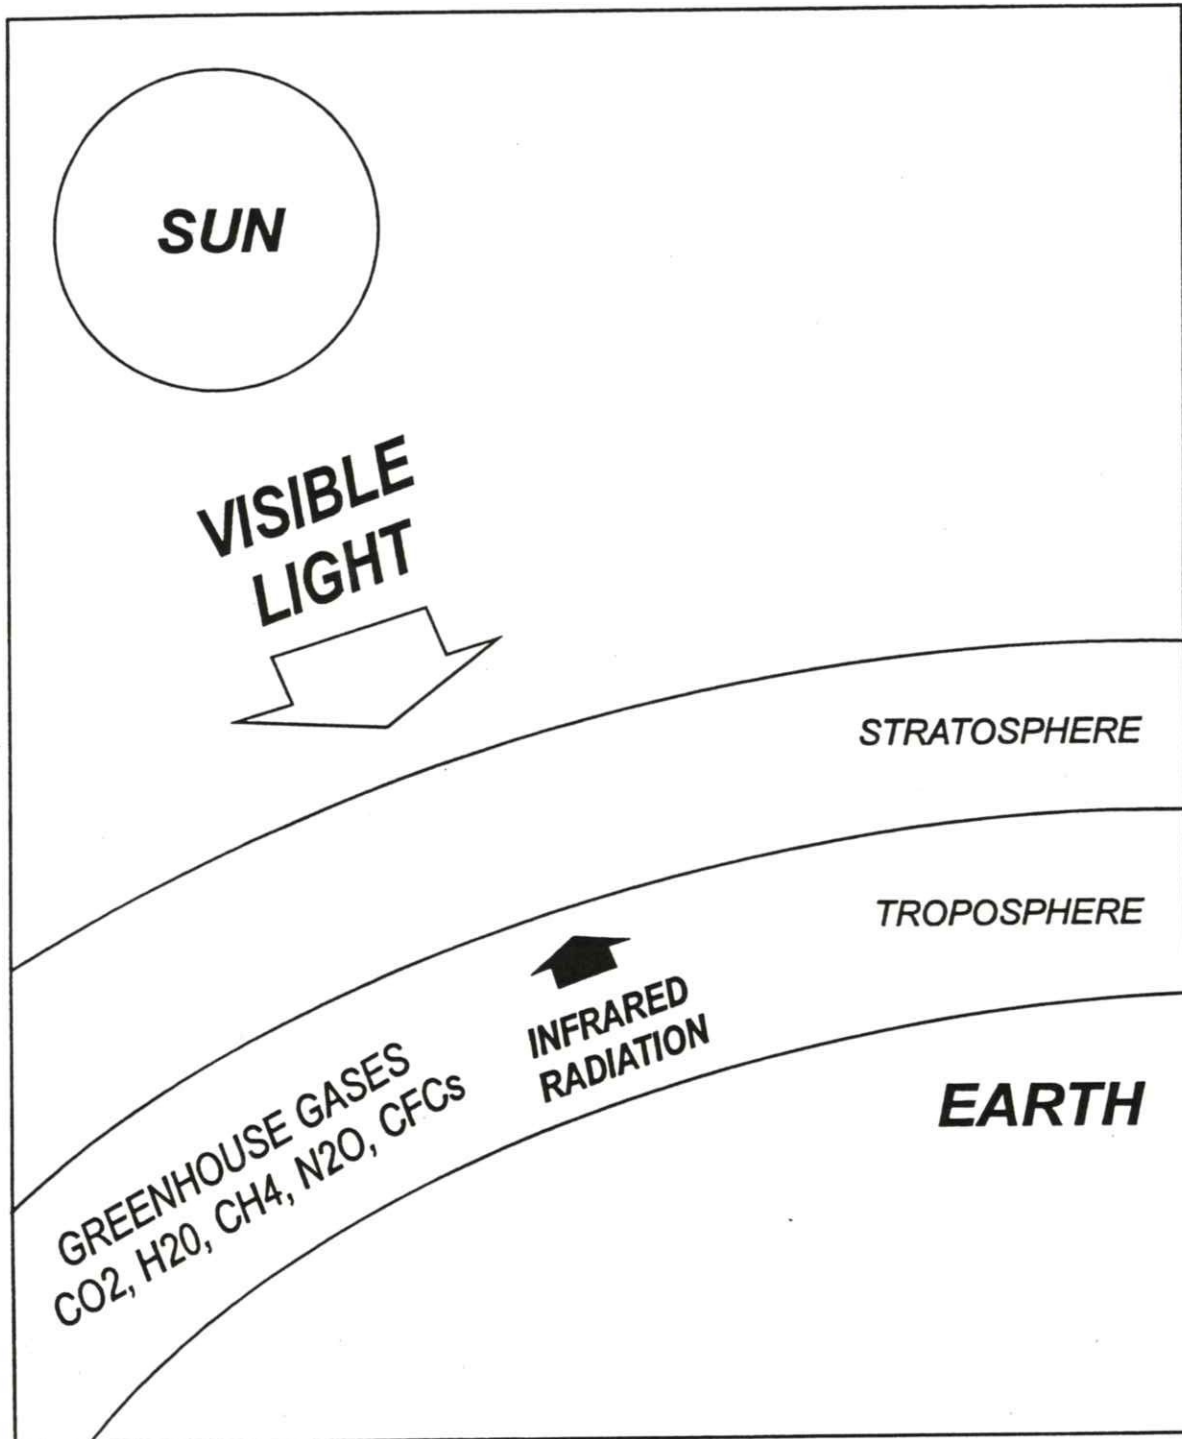 SUN
VISIBLE
LIGHT
STRATOSPHERE
TROPOSPHERE
INFRARED
RADIATION
GREENHOUSE GASES
CO2, H20, CH4, N2O, CFCs
EARTH